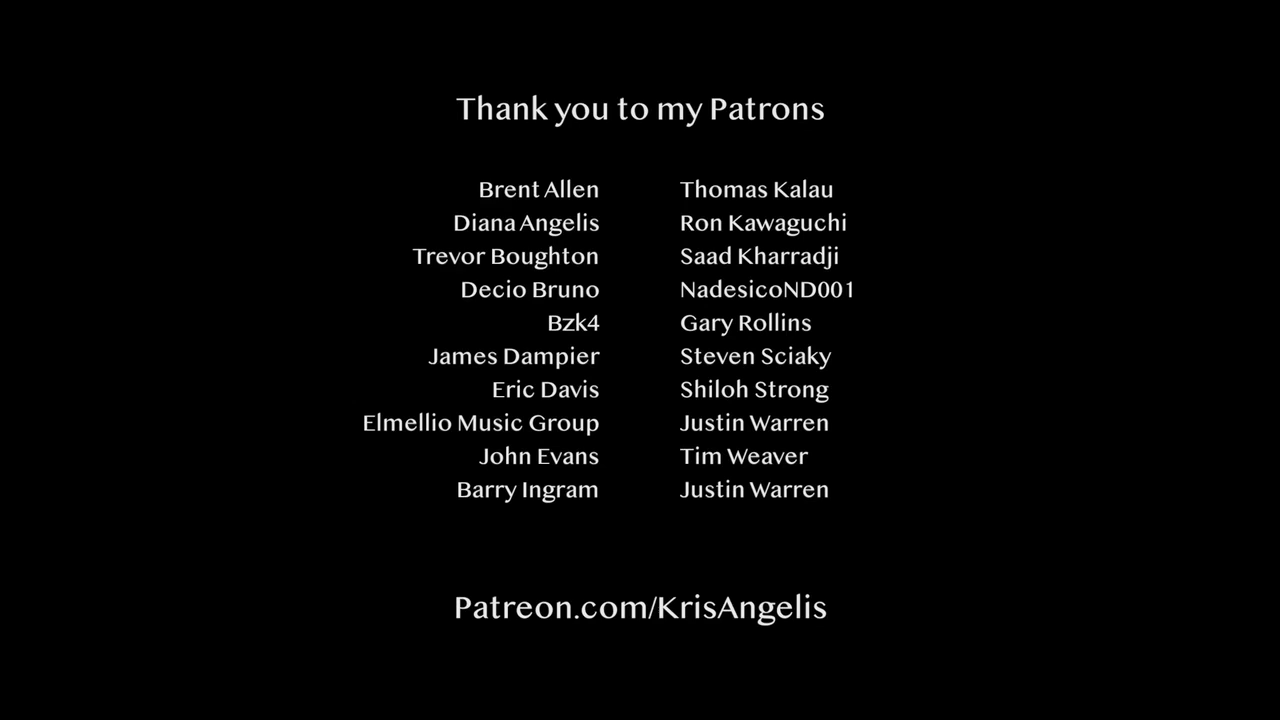 Thank you to my Patrons
Brent Allen
Diana Angelis
Trevor Boughton
Decio Bruno
Bzk4
James Dampier
Eric Davis
Elmellio Music Group
John Evans
Barry Ingram
Thomas Kalau
Ron Kawaguchi
Saad Kharradji
NadesicoND001
Gary Rollins
Steven Sciaky
Shiloh Strong
Justin Warren
Tim Weaver
Justin Warren
Patreon.com/KrisAngelis